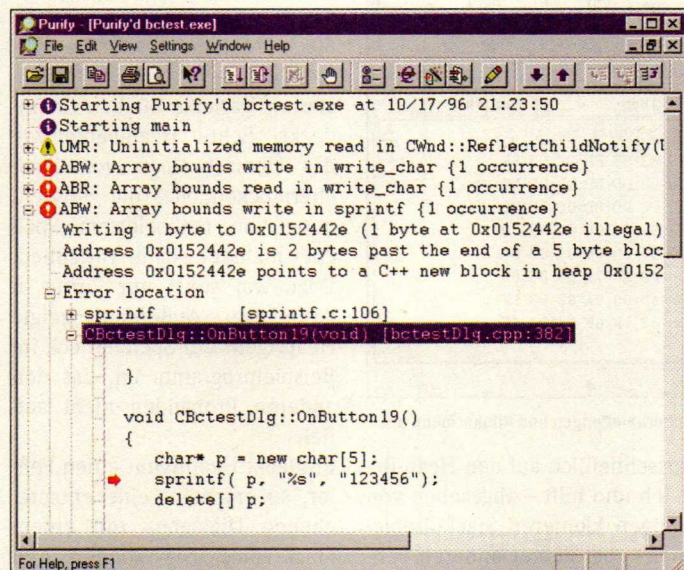 Purify - [Purify'd bctest.exe]
File Edit View Settings Window Help
Starting Purify'd bctest.exe at 10/17/96 21:23:50
Starting main
UMR: Uninitialized memory read in CWnd::ReflectChildNotify(
ABW: Array bounds write in write_char {1 occurrence}
ABR: Array bounds read in write_char {1 occurrence}
ABW: Array bounds write in sprintf {1 occurrence}
Writing 1 byte to 0x0152442e (1 byte at 0x0152442e illegal)
Address 0x0152442e is 2 bytes past the end of a 5 byte bloc
Address 0x0152442e points to a C++ new block in heap 0x0152
Error location
sprintf [sprintf.c:106]
CBctestDlg::OnButton19(void) [bctestDlg.cpp:382]
}
void CBctestDlg::OnButton19()
{
char* p = new char[5];
sprintf( p, "%s", "123456");
delete[] p;
For Help, press F1